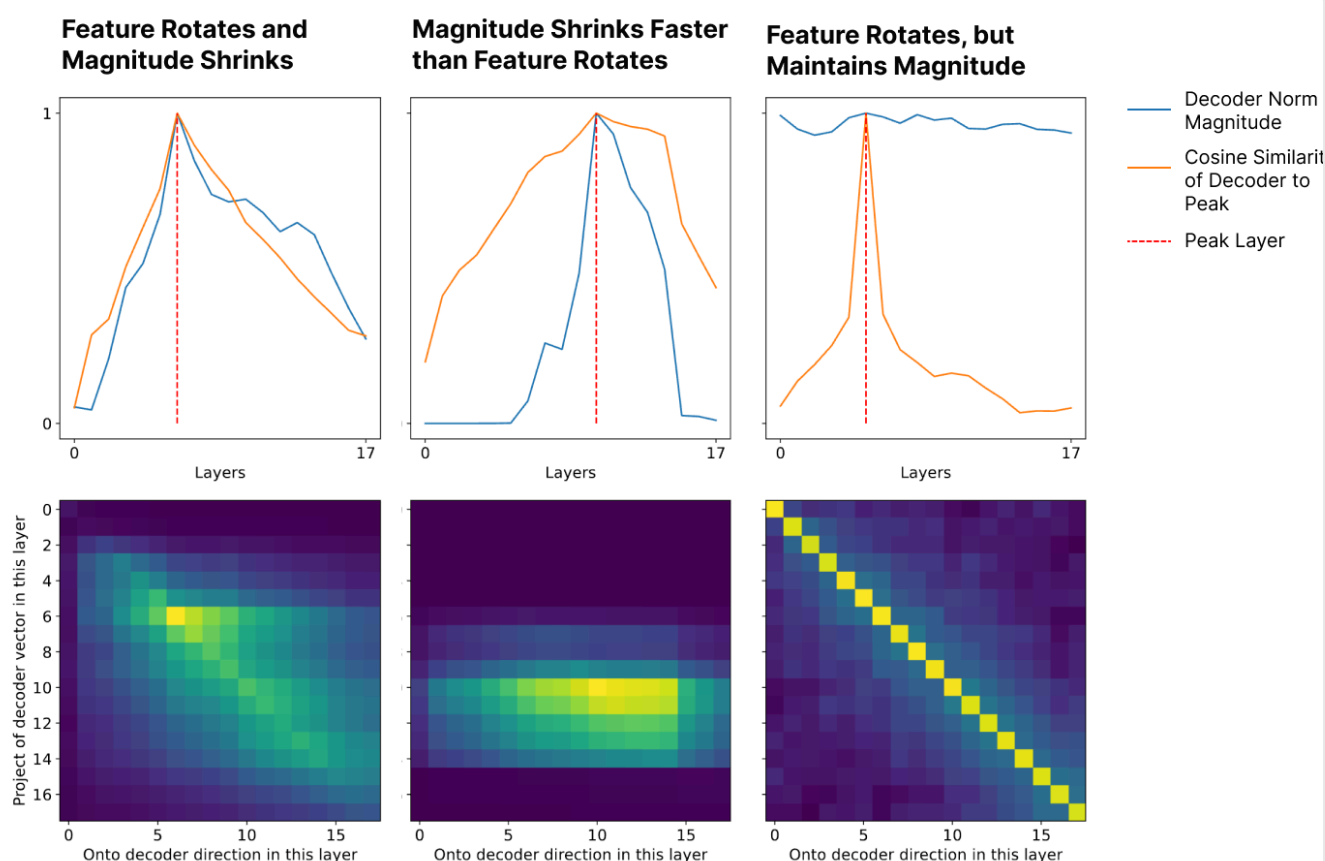 Feature Rotates and
Magnitude Shrinks
Magnitude Shrinks Faster
than Feature Rotates
Feature Rotates, but
Maintains Magnitude
Decoder Norm
Magnitude
Cosine Similarit
of Decoder to
Peak
Peak Layer
1
0
0
17
Layers
0
17
Layers
0
17
Layers
Project of decoder vector in this layer
0
2
4
6
8
10
12
14
16
0
5
10
15
Onto decoder direction in this layer
0
5
10
15
Onto decoder direction in this layer
0
5
10
15
Onto decoder direction in this layer